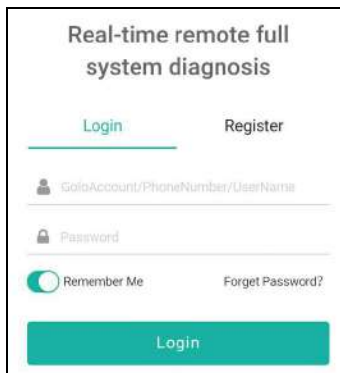 Real-time remote full
system diagnosis
Login Register
GoloAccount/PhoneNumber/UserName
Password
Remember Me Forget Password?
Login